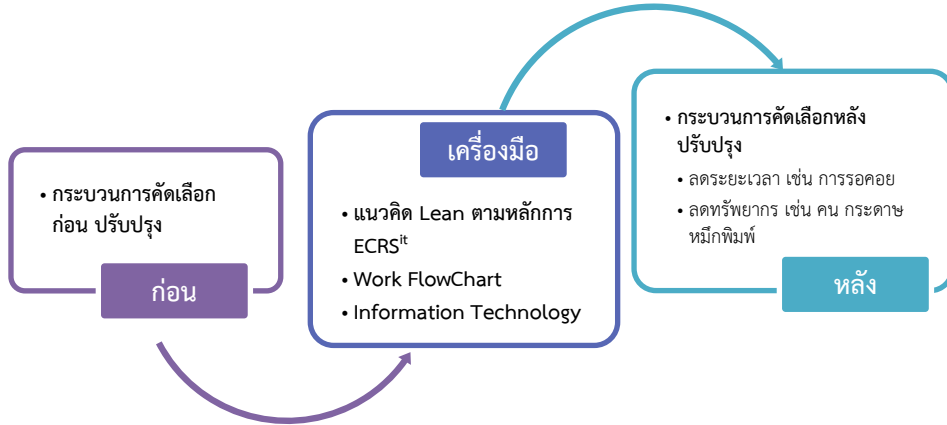 • กระบวนการคัดเลือก
ก่อน ปรับปรุง
ก่อน
เครื่องมือ
• แนวคิด Lean ตามหลักการ
ECRSit
• Work FlowChart
• Information Technology
• กระบวนการคัดเลือกหลัง
ปรับปรุง
• ลดระยะเวลา เช่น การรอคอย
• ลดทรัพยากร เช่น คน กระดาษ
หมึกพิมพ์
หลัง